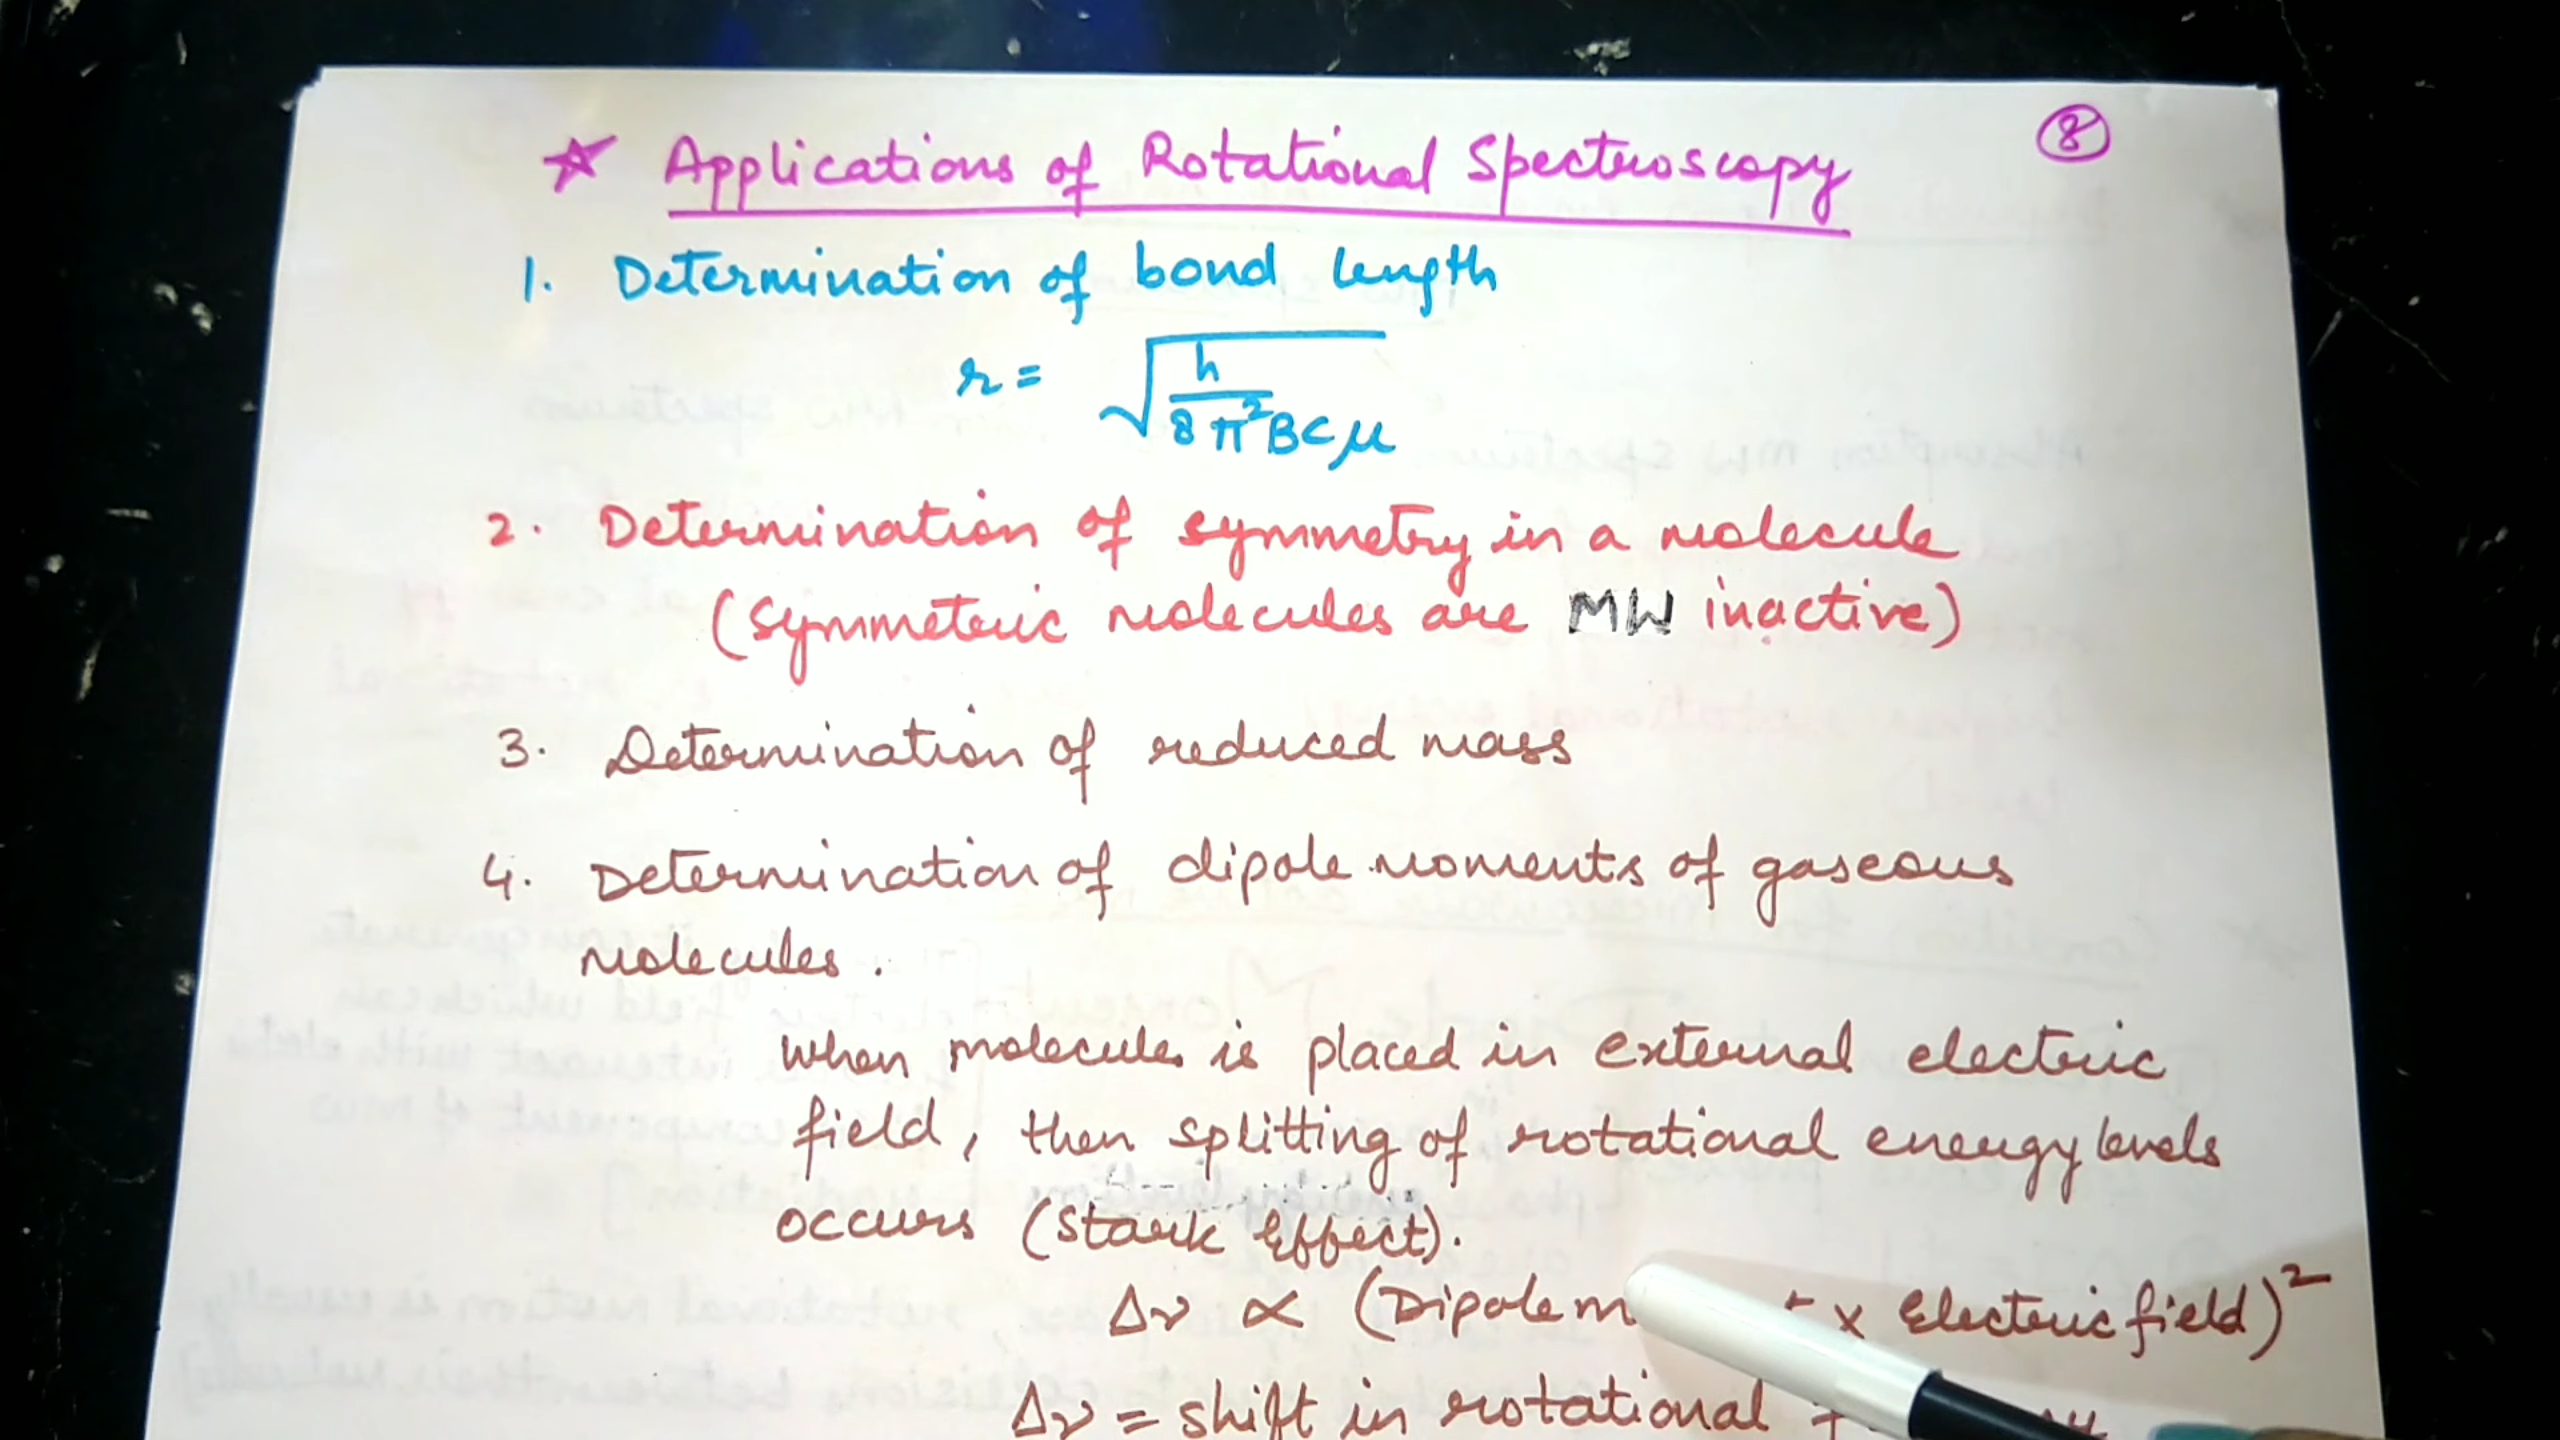 ☆ Applications of Rotational Spectroscopy
8
1. Determination of bond length
r = √(h / 8π²BCμ)
2. Determination of symmetry in a molecule
(symmetric molecules are MW inactive)
3. Determination of reduced mass
4. Determination of dipole moments of gaseous
molecules.
when molecule is placed in external electric
field, then splitting of rotational energy levels
occurs (Stark Effect).
Δν ∝ (Dipole x Electric field)²
Δν = shift in rotational